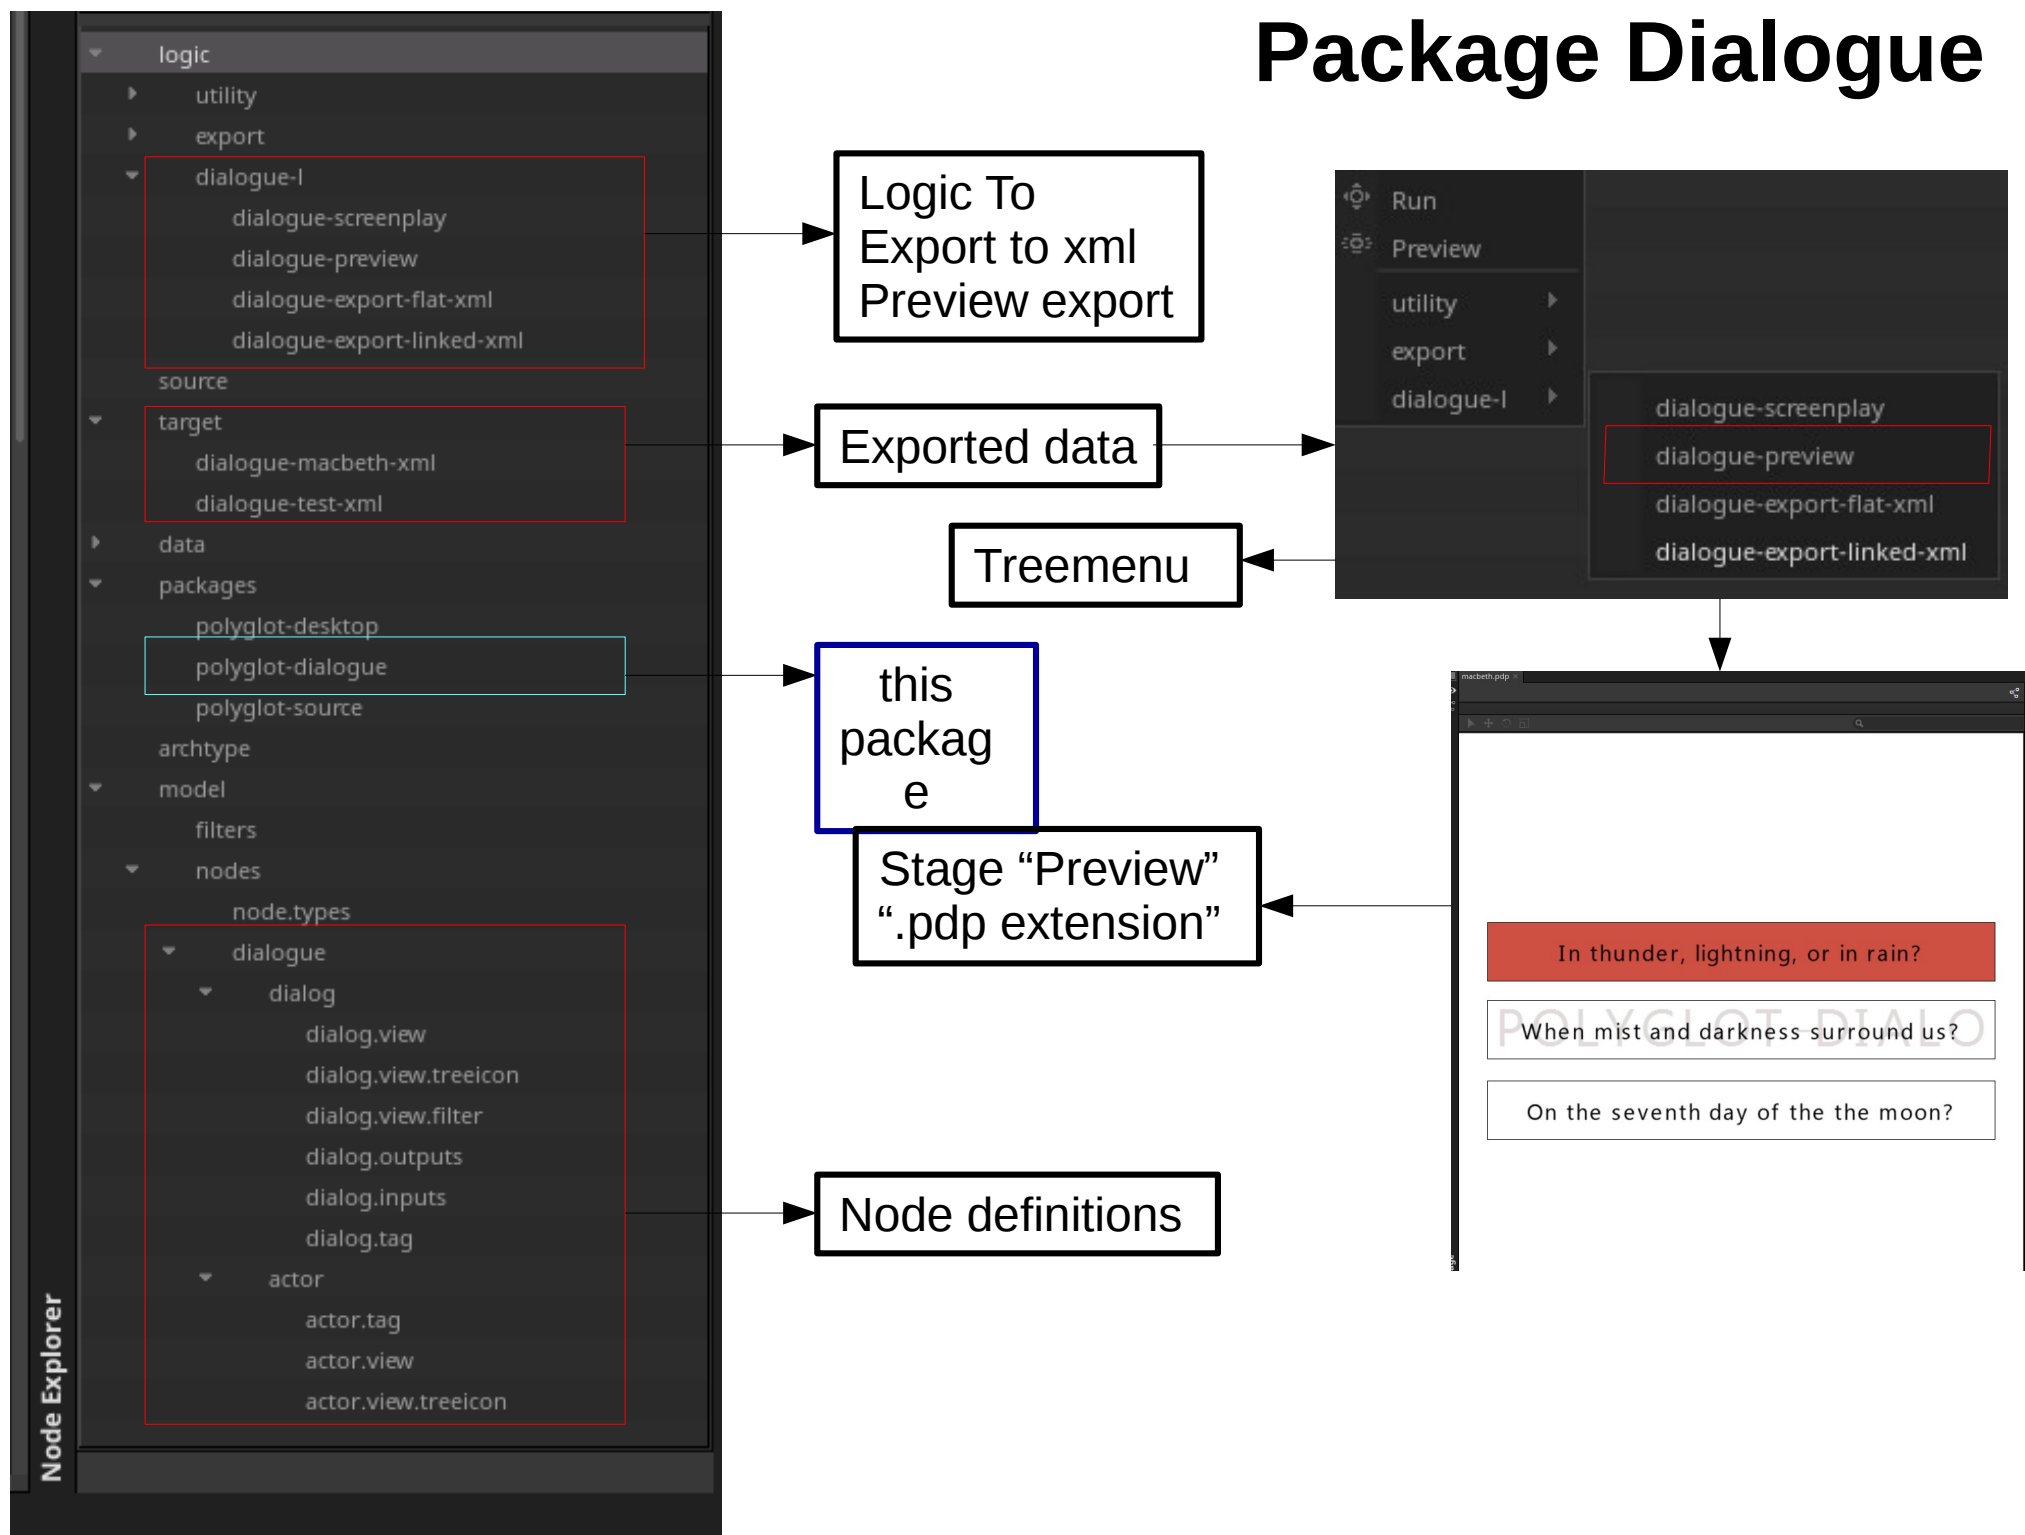 Package Dialogue
logic
utility
export
dialogue-l
dialogue-screenplay
dialogue-preview
dialogue-export-flat-xml
dialogue-export-linked-xml
source
target
dialogue-macbeth-xml
dialogue-test-xml
data
packages
polyglot-desktop
polyglot-dialogue
polyglot-source
archtype
model
filters
nodes
node.types
dialogue
dialog
dialog.view
dialog.view.treeicon
dialog.view.filter
dialog.outputs
dialog.inputs
dialog.tag
actor
actor.tag
actor.view
actor.view.treeicon
Node Explorer
Logic To
Export to xml
Preview export
Exported data
Treemenu
this
packag
e
Stage “Preview”
“.pdp extension”
Node definitions
Run
Preview
utility
export
dialogue-l
dialogue-screenplay
dialogue-preview
dialogue-export-flat-xml
dialogue-export-linked-xml
macbeth.pdp
In thunder, lightning, or in rain?
POLYGLOT-DIALO
When mist and darkness surround us?
On the seventh day of the the moon?